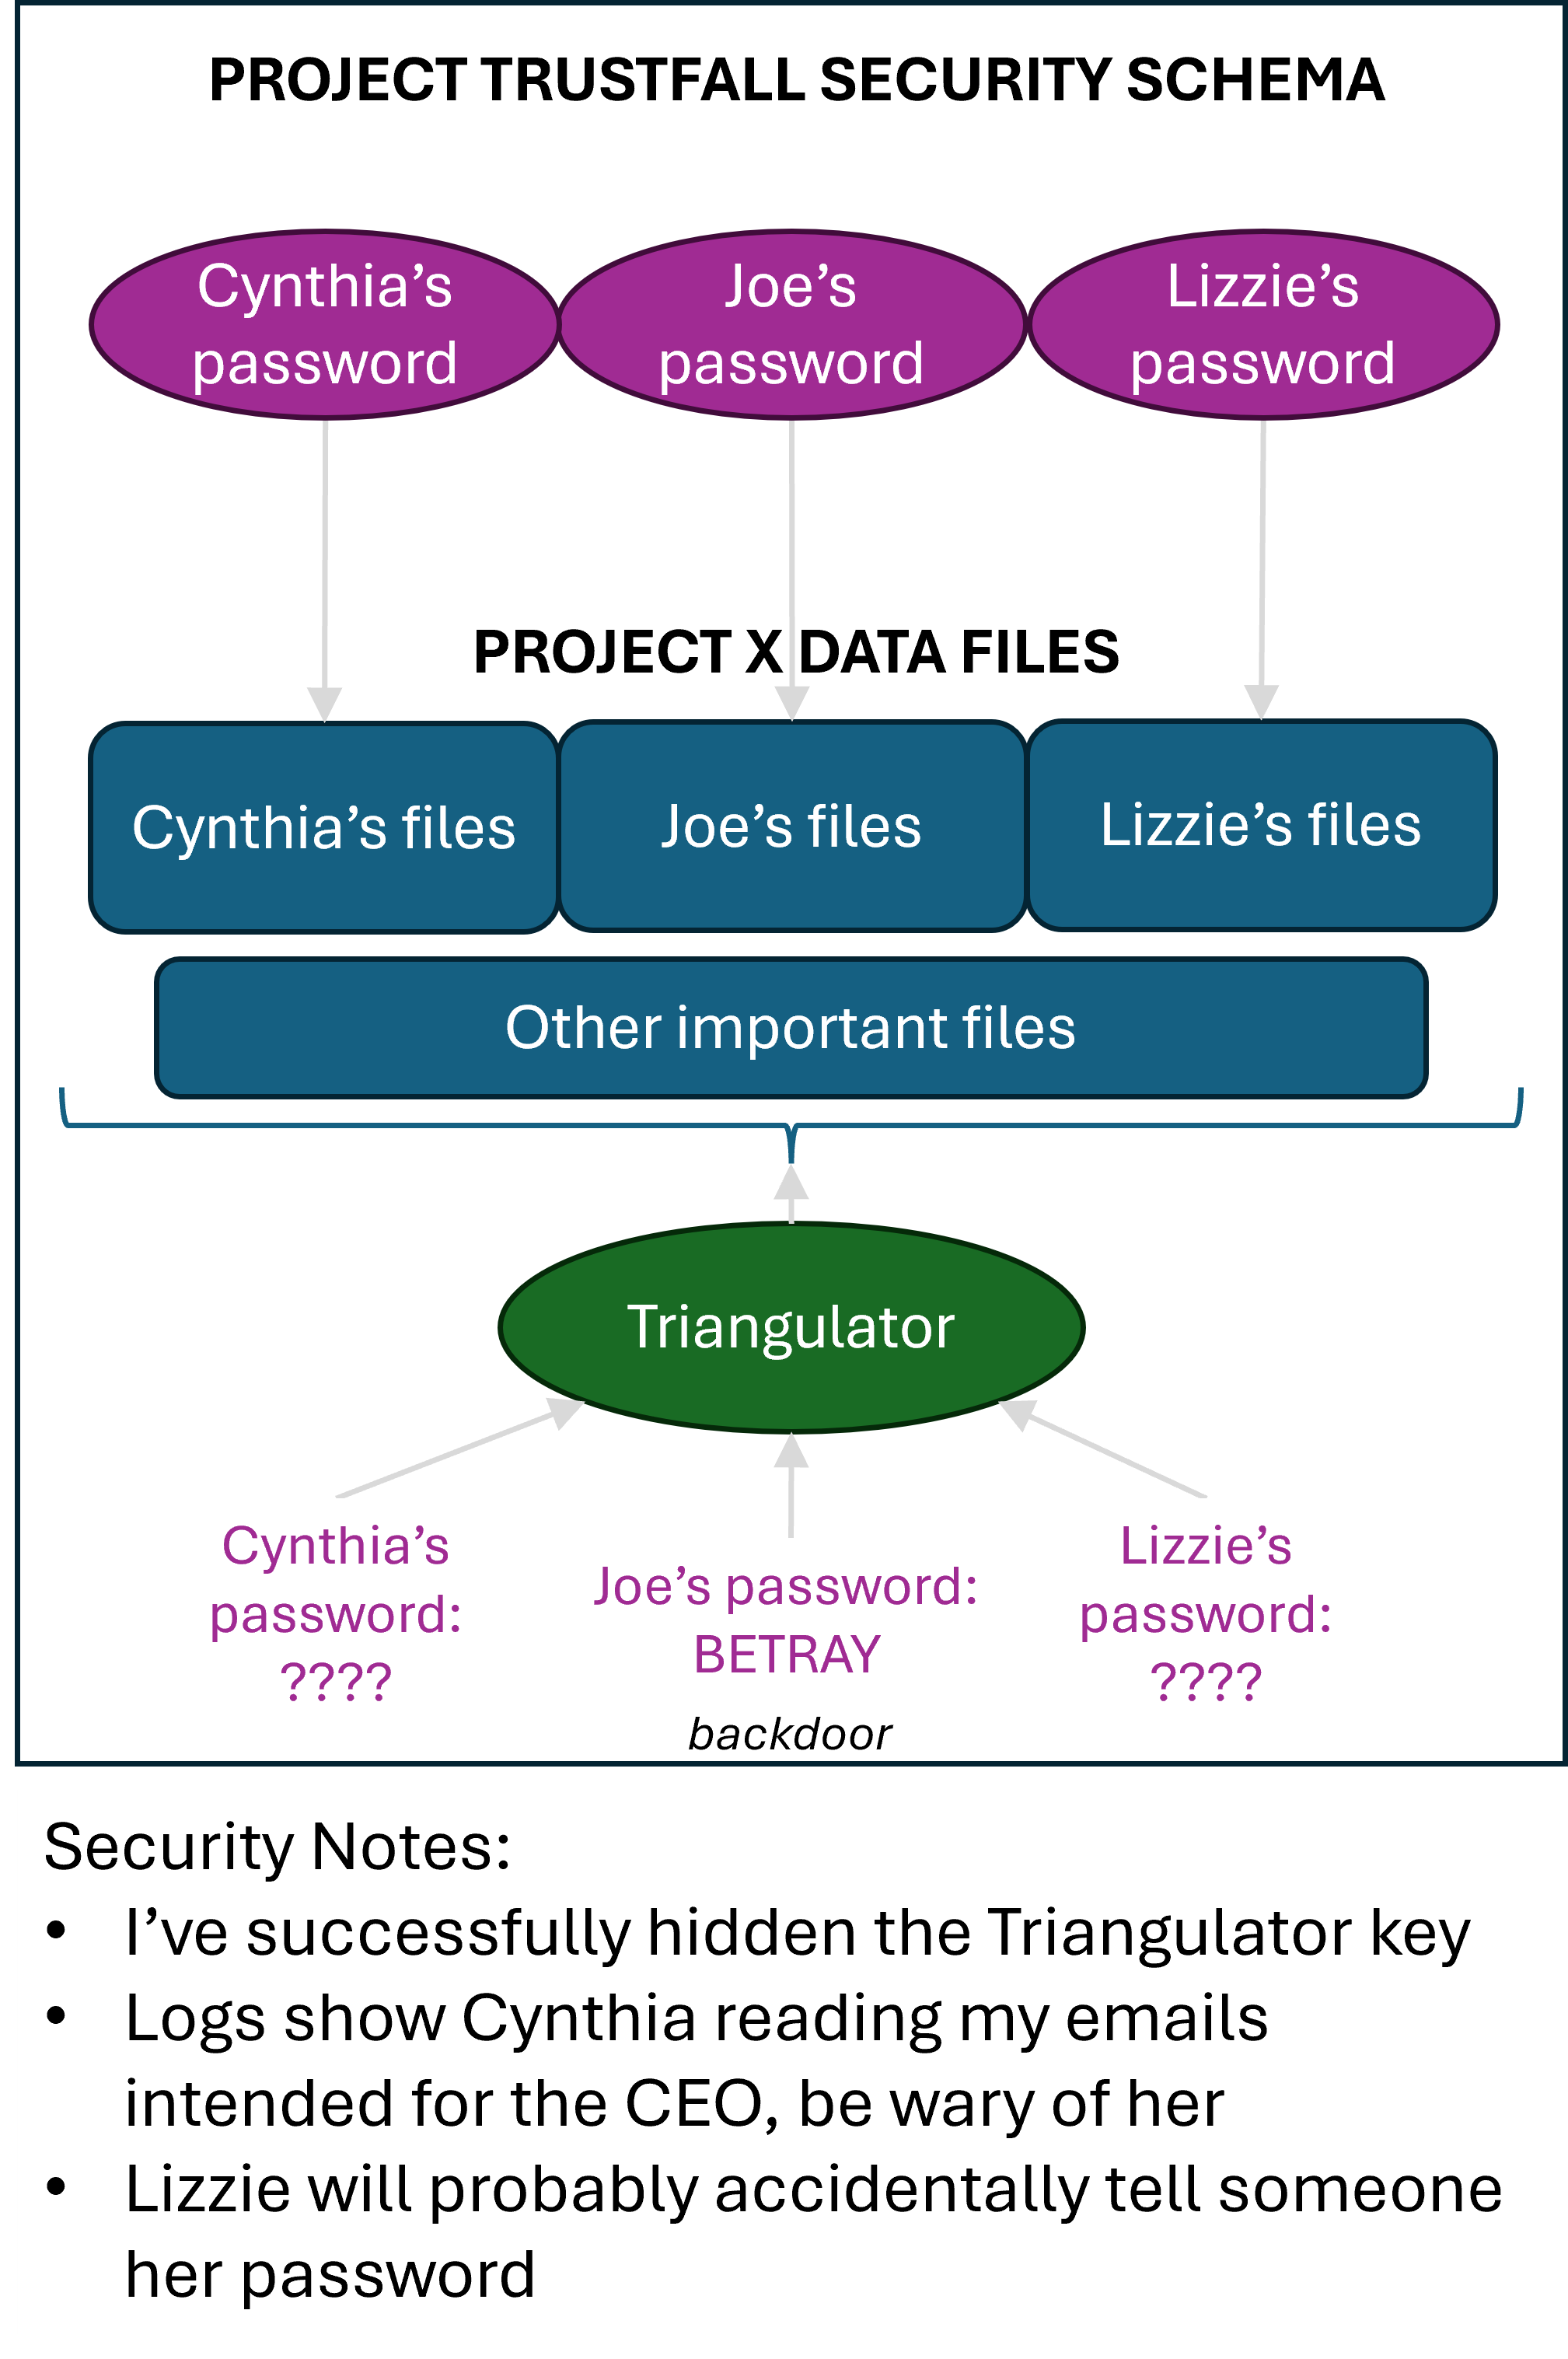 PROJECT TRUSTFALL SECURITY SCHEMA
Cynthia’s
password
Joe’s
password
Lizzie’s
password
PROJECT X DATA FILES
Cynthia’s files
Joe’s files
Lizzie’s files
Other important files
Triangulator
Cynthia’s
password:
????
Joe’s password:
BETRAY
backdoor
Lizzie’s
password:
????
Security Notes:
• I’ve successfully hidden the Triangulator key
• Logs show Cynthia reading my emails
intended for the CEO, be wary of her
• Lizzie will probably accidentally tell someone
her password